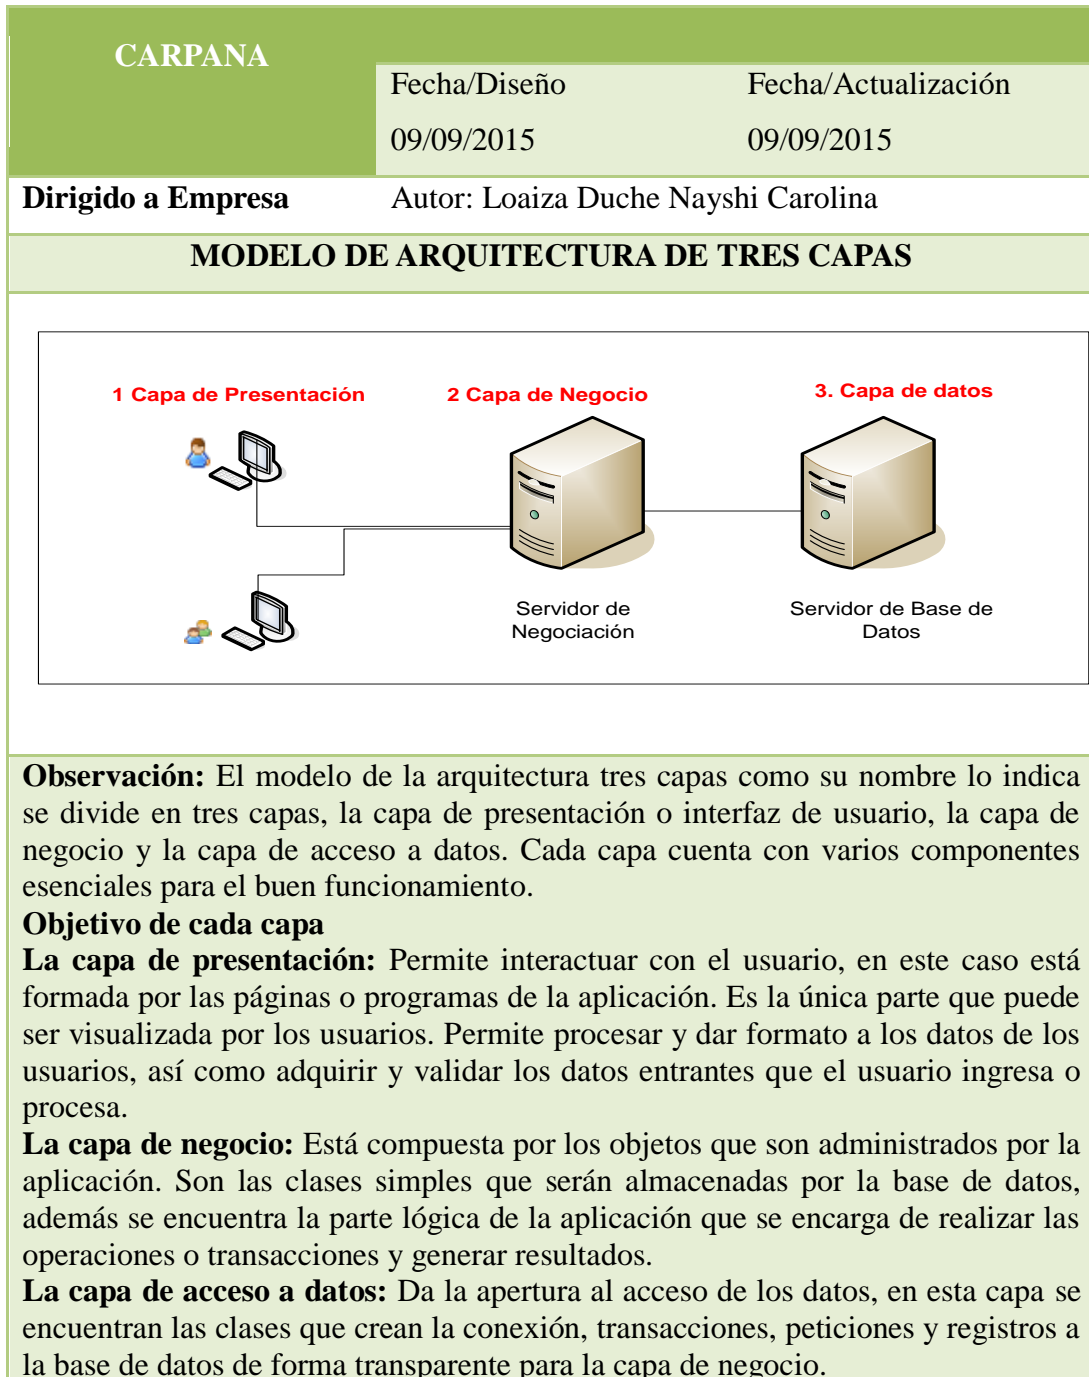 CARPANA
Fecha/Diseño Fecha/Actualización
09/09/2015 09/09/2015
Dirigido a Empresa Autor: Loaiza Duche Nayshi Carolina
MODELO DE ARQUITECTURA DE TRES CAPAS
1 Capa de Presentación 2 Capa de Negocio 3. Capa de datos
Servidor de
Negociación
Servidor de Base de
Datos
Observación: El modelo de la arquitectura tres capas como su nombre lo indica
se divide en tres capas, la capa de presentación o interfaz de usuario, la capa de
negocio y la capa de acceso a datos. Cada capa cuenta con varios componentes
esenciales para el buen funcionamiento.
Objetivo de cada capa
La capa de presentación: Permite interactuar con el usuario, en este caso está
formada por las páginas o programas de la aplicación. Es la única parte que puede
ser visualizada por los usuarios. Permite procesar y dar formato a los datos de los
usuarios, así como adquirir y validar los datos entrantes que el usuario ingresa o
procesa.
La capa de negocio: Está compuesta por los objetos que son administrados por la
aplicación. Son las clases simples que serán almacenadas por la base de datos,
además se encuentra la parte lógica de la aplicación que se encarga de realizar las
operaciones o transacciones y generar resultados.
La capa de acceso a datos: Da la apertura al acceso de los datos, en esta capa se
encuentran las clases que crean la conexión, transacciones, peticiones y registros a
la base de datos de forma transparente para la capa de negocio.